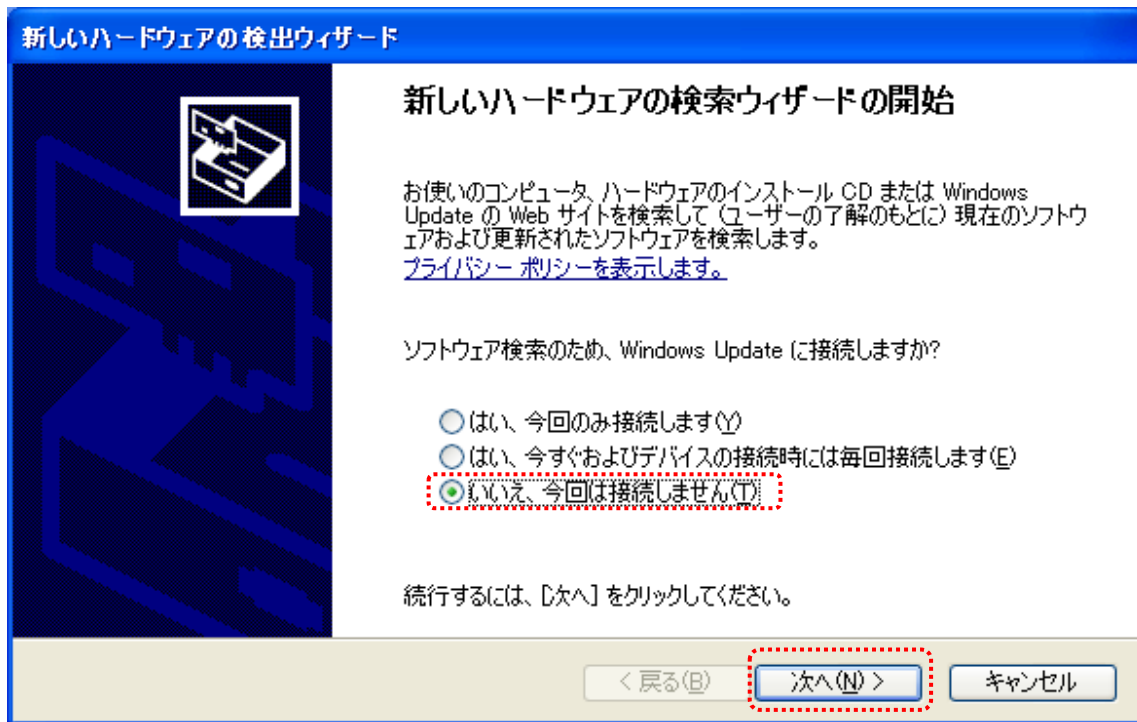 新しいハードウェアの検出ウィザード
新しいハードウェアの検索ウィザードの開始
お使いのコンピュータ、ハードウェアのインストール CD または Windows
Update の Web サイトを検索して (ユーザーの了解のもとに) 現在のソフトウ
ェアおよび更新されたソフトウェアを検索します。
プライバシー ポリシーを表示します。
ソフトウェア検索のため、Windows Update に接続しますか?
はい、今回のみ接続します(Y)
はい、今すぐおよびデバイスの接続時には毎回接続します(E)
いいえ、今回は接続しません(T)
続行するには、[次へ] をクリックしてください。
< 戻る(B)
次へ(N) >
キャンセル